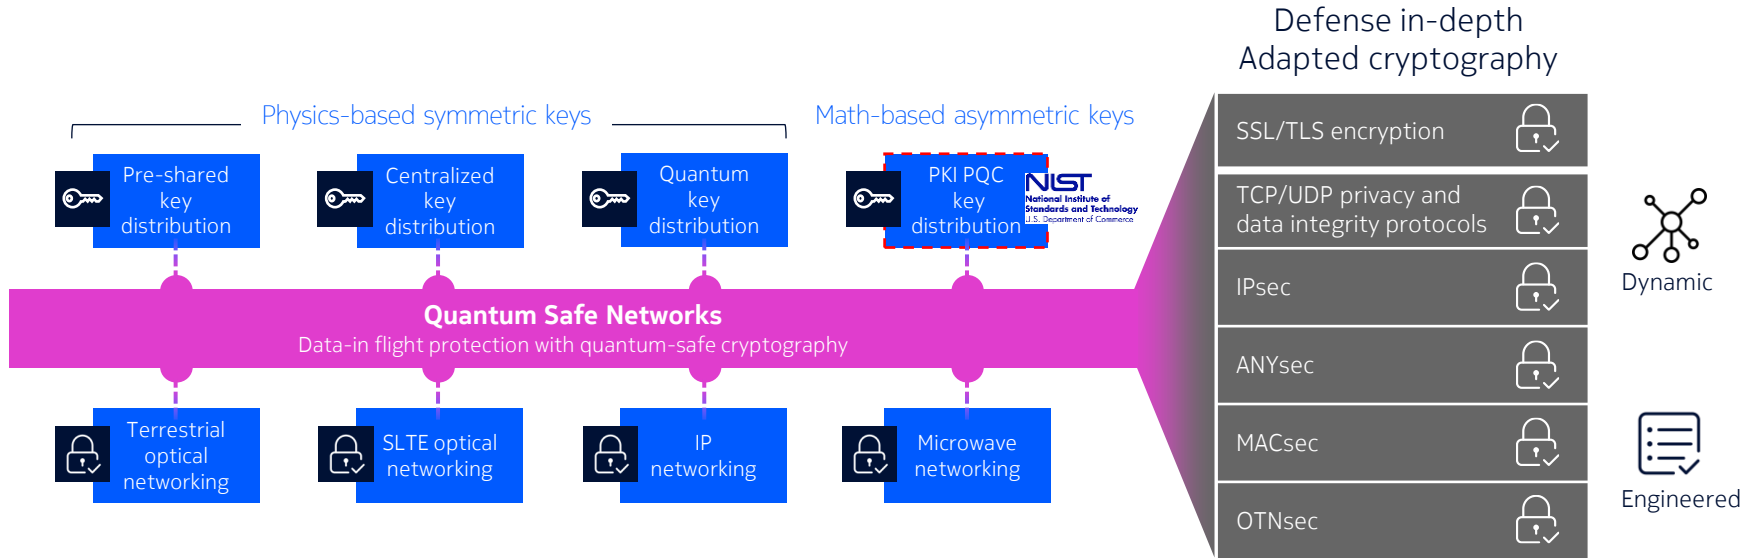 Defense in-depth
Adapted cryptography
Physics-based symmetric keys
Math-based asymmetric keys
Pre-shared
key
distribution
Centralized
key
distribution
Quantum
key
distribution
PKI PQC
key
distribution
NIST
National Institute of
Standards and Technology
U.S. Department of Commerce
Quantum Safe Networks
Data-in flight protection with quantum-safe cryptography
Terrestrial
optical
networking
SLTE optical
networking
IP
networking
Microwave
networking
SSL/TLS encryption
TCP/UDP privacy and
data integrity protocols
IPsec
ANYsec
MACsec
OTNsec
Dynamic
Engineered